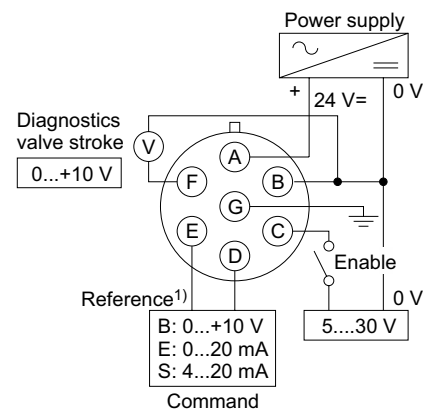 Power supply
+
24 V=
0 V
Diagnostics
valve stroke
0...+10 V
V
A
F
B
G
E
C
D
Enable
Reference1)
0 V
B: 0...+10 V
E: 0...20 mA
S: 4...20 mA
5....30 V
Command